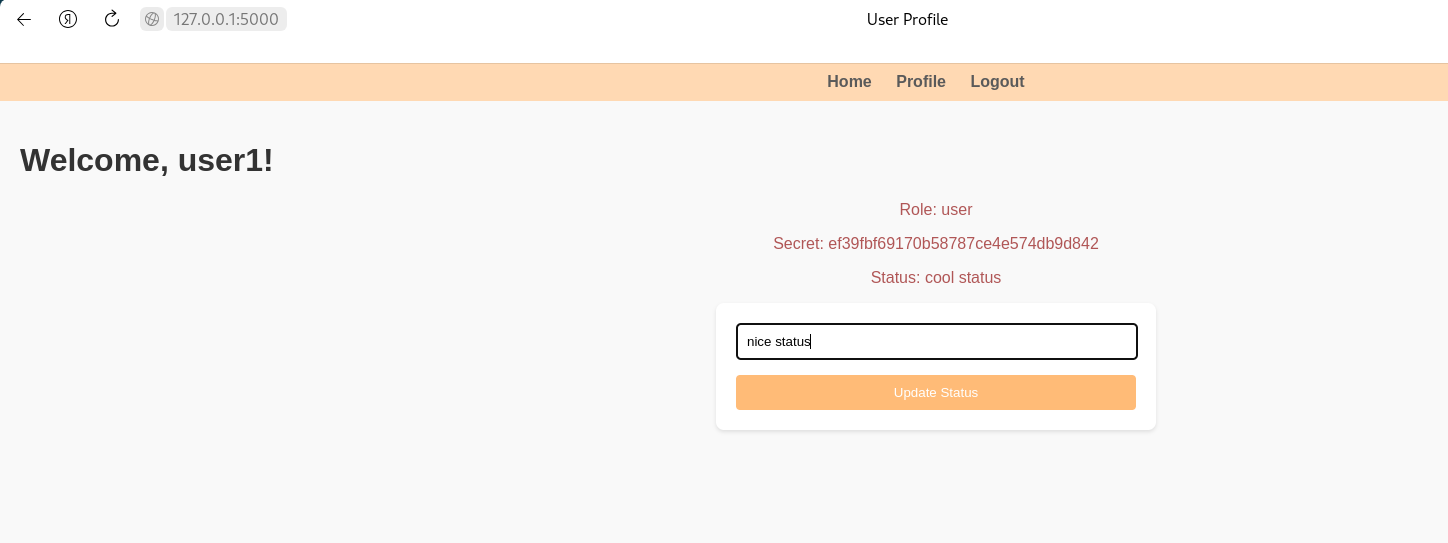 Я 127.0.0.1:5000 User Profile
Home Profile Logout
Welcome, user1!
Role: user
Secret: ef39fbf69170b58787ce4e574db9d842
Status: cool status
nice status
Update Status